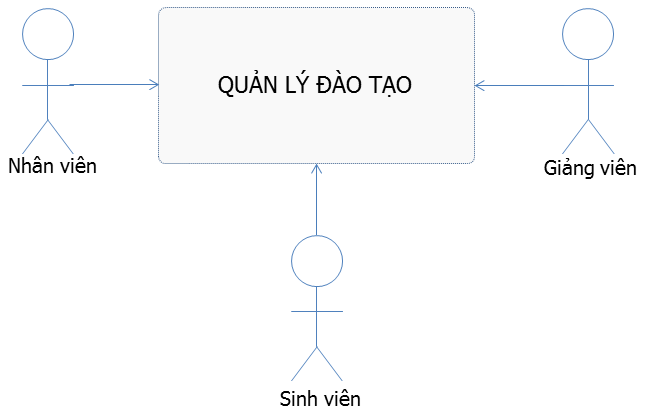 QUẢN LÝ ĐÀO TẠO
Nhân viên
Giảng viên
Sinh viên